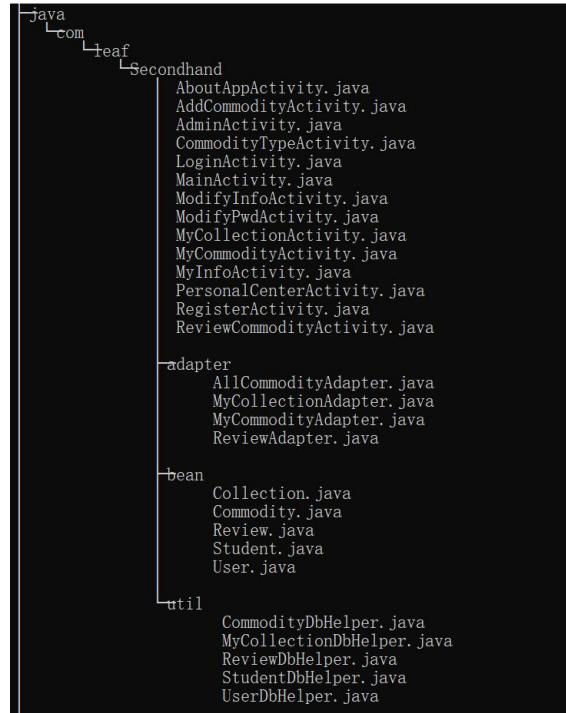 java
com
leaf
Secondhand
AboutAppActivity.java
AddCommodityActivity.java
AdminActivity.java
CommodityTypeActivity.java
LoginActivity.java
MainActivity.java
ModifyInfoActivity.java
ModifyPwdActivity.java
MyCollectionActivity.java
MyCommodityActivity.java
MyInfoActivity.java
PersonalCenterActivity.java
RegisterActivity.java
ReviewCommodityActivity.java
adapter
AllCommodityAdapter.java
MyCollectionAdapter.java
MyCommodityAdapter.java
ReviewAdapter.java
bean
Collection.java
Commodity.java
Review.java
Student.java
User.java
util
CommodityDbHelper.java
MyCollectionDbHelper.java
ReviewDbHelper.java
StudentDbHelper.java
UserDbHelper.java